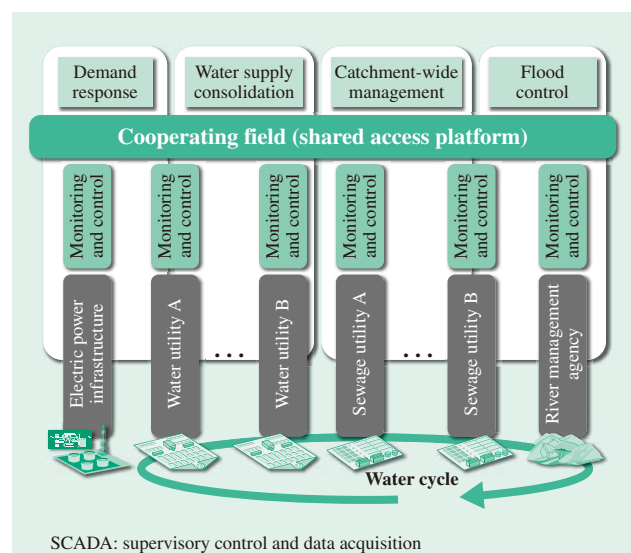 Demand
response
Water supply
consolidation
Catchment-wide
management
Flood
control
Cooperating field (shared access platform)
Monitoring
and control
Monitoring
and control
Monitoring
and control
Monitoring
and control
Monitoring
and control
Monitoring
and control
Electric power
infrastructure
Water utility A
...
Water utility B
Sewage utility A
...
Sewage utility B
River management
agency
Water cycle
SCADA: supervisory control and data acquisition